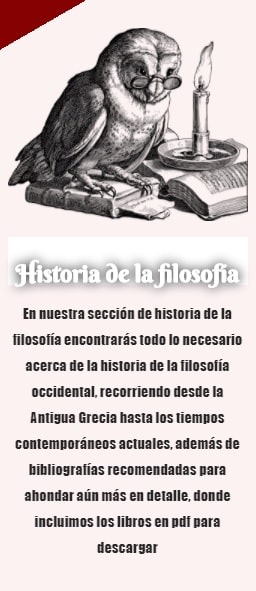 Historia de la filosofia
En nuestra sección de historia de la
filosofía encontrarás todo lo necesario
acerca de la historia de la filosofía
occidental, recorriendo desde la
Antigua Grecia hasta los tiempos
contemporáneos actuales, además de
bibliografías recomendadas para
ahondar aún más en detalle, donde
incluimos los libros en pdf para
descargar